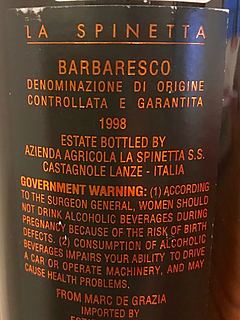 LA SPINETTA
BARBARESCO
DENOMINAZIONE DI ORIGINE
CONTROLLATA E GARANTITA
1998
ESTATE BOTTLED BY
AZIENDA AGRICOLA LA SPINETTA S.S.
CASTAGNOLE LANZE - ITALIA
GOVERNMENT WARNING: (1) ACCORDING
TO THE SURGEON GENERAL, WOMEN SHOULD
NOT DRINK ALCOHOLIC BEVERAGES DURING
PREGNANCY BECAUSE OF THE RISK OF BIRTH
DEFECTS. (2) CONSUMPTION OF ALCOHOLIC
BEVERAGES IMPAIRS YOUR ABILITY TO DRIVE
A CAR OR OPERATE MACHINERY, AND MAY
CAUSE HEALTH PROBLEMS.
FROM MARC DE GRAZIA
IMPORTED BY